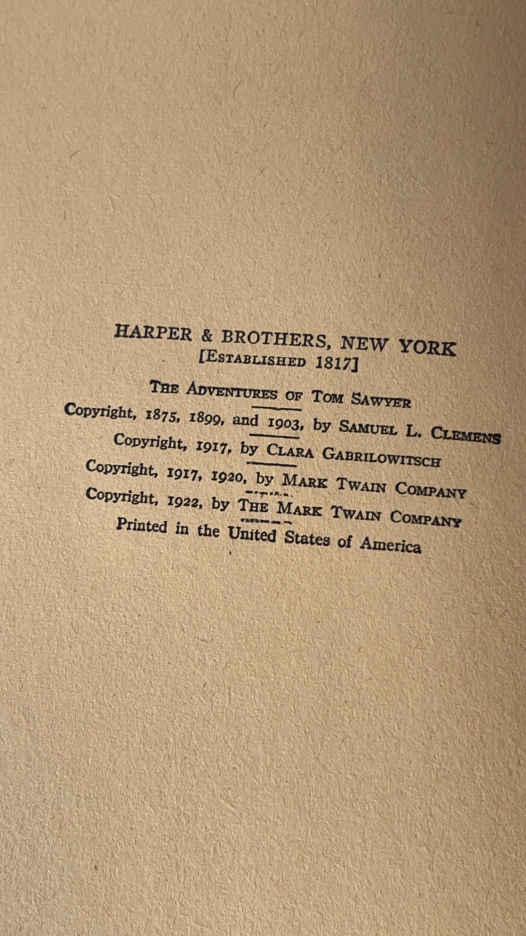 HARPER & BROTHERS, NEW YORK
[ESTABLISHED 1817]
THE ADVENTURES OF TOM SAWYER
Copyright, 1875, 1899, and 1903, by SAMUEL L. CLEMENS
Copyright, 1917, by CLARA GABRILOWITSCH
Copyright, 1917, 1920, by MARK TWAIN COMPANY
Copyright, 1922, by THE MARK TWAIN COMPANY
Printed in the United States of America